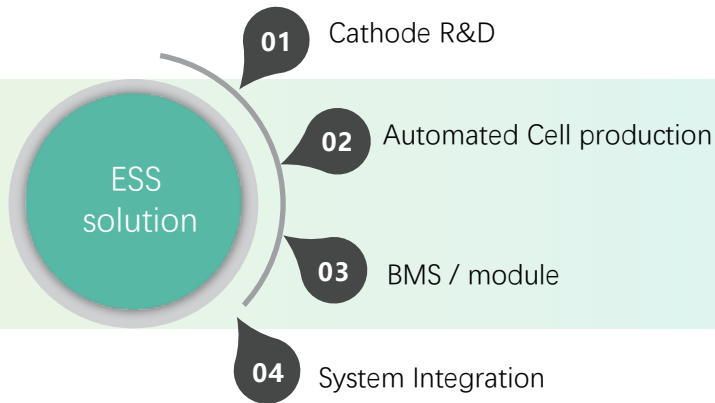 01
Cathode R&D
02
Automated Cell production
ESS
solution
03
BMS / module
04
System Integration